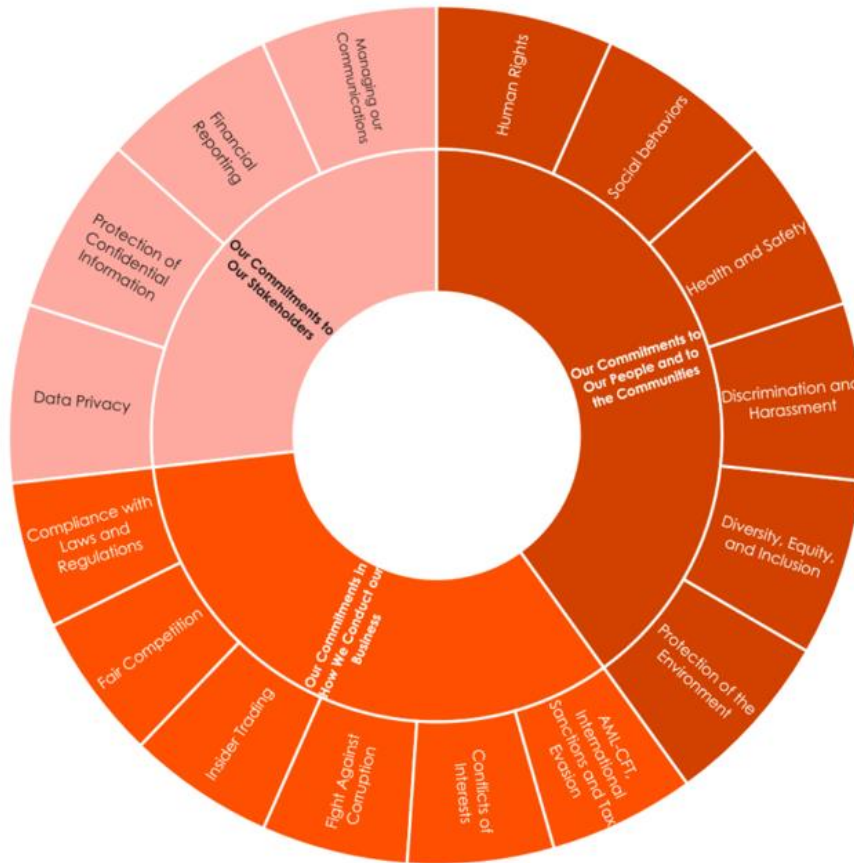 Human Rights
Social behaviors
Health and Safety
Discrimination and
Harassment
Diversity, Equity,
and Inclusion
Protection of the
Environment
Our Commitments to
Our People and to
the Communities
AML-CFT,
International
Sanctions and Tax
Evasion
Conflicts of
Interests
Fight Against
Corruption
Insider Trading
Fair Competition
Compliance with
Laws and
Regulations
Our Commitments in
How We Conduct our
Business
Data Privacy
Protection of
Confidential
Information
Financial
Reporting
Managing our
Communications
Our Commitments to
Our Stakeholders